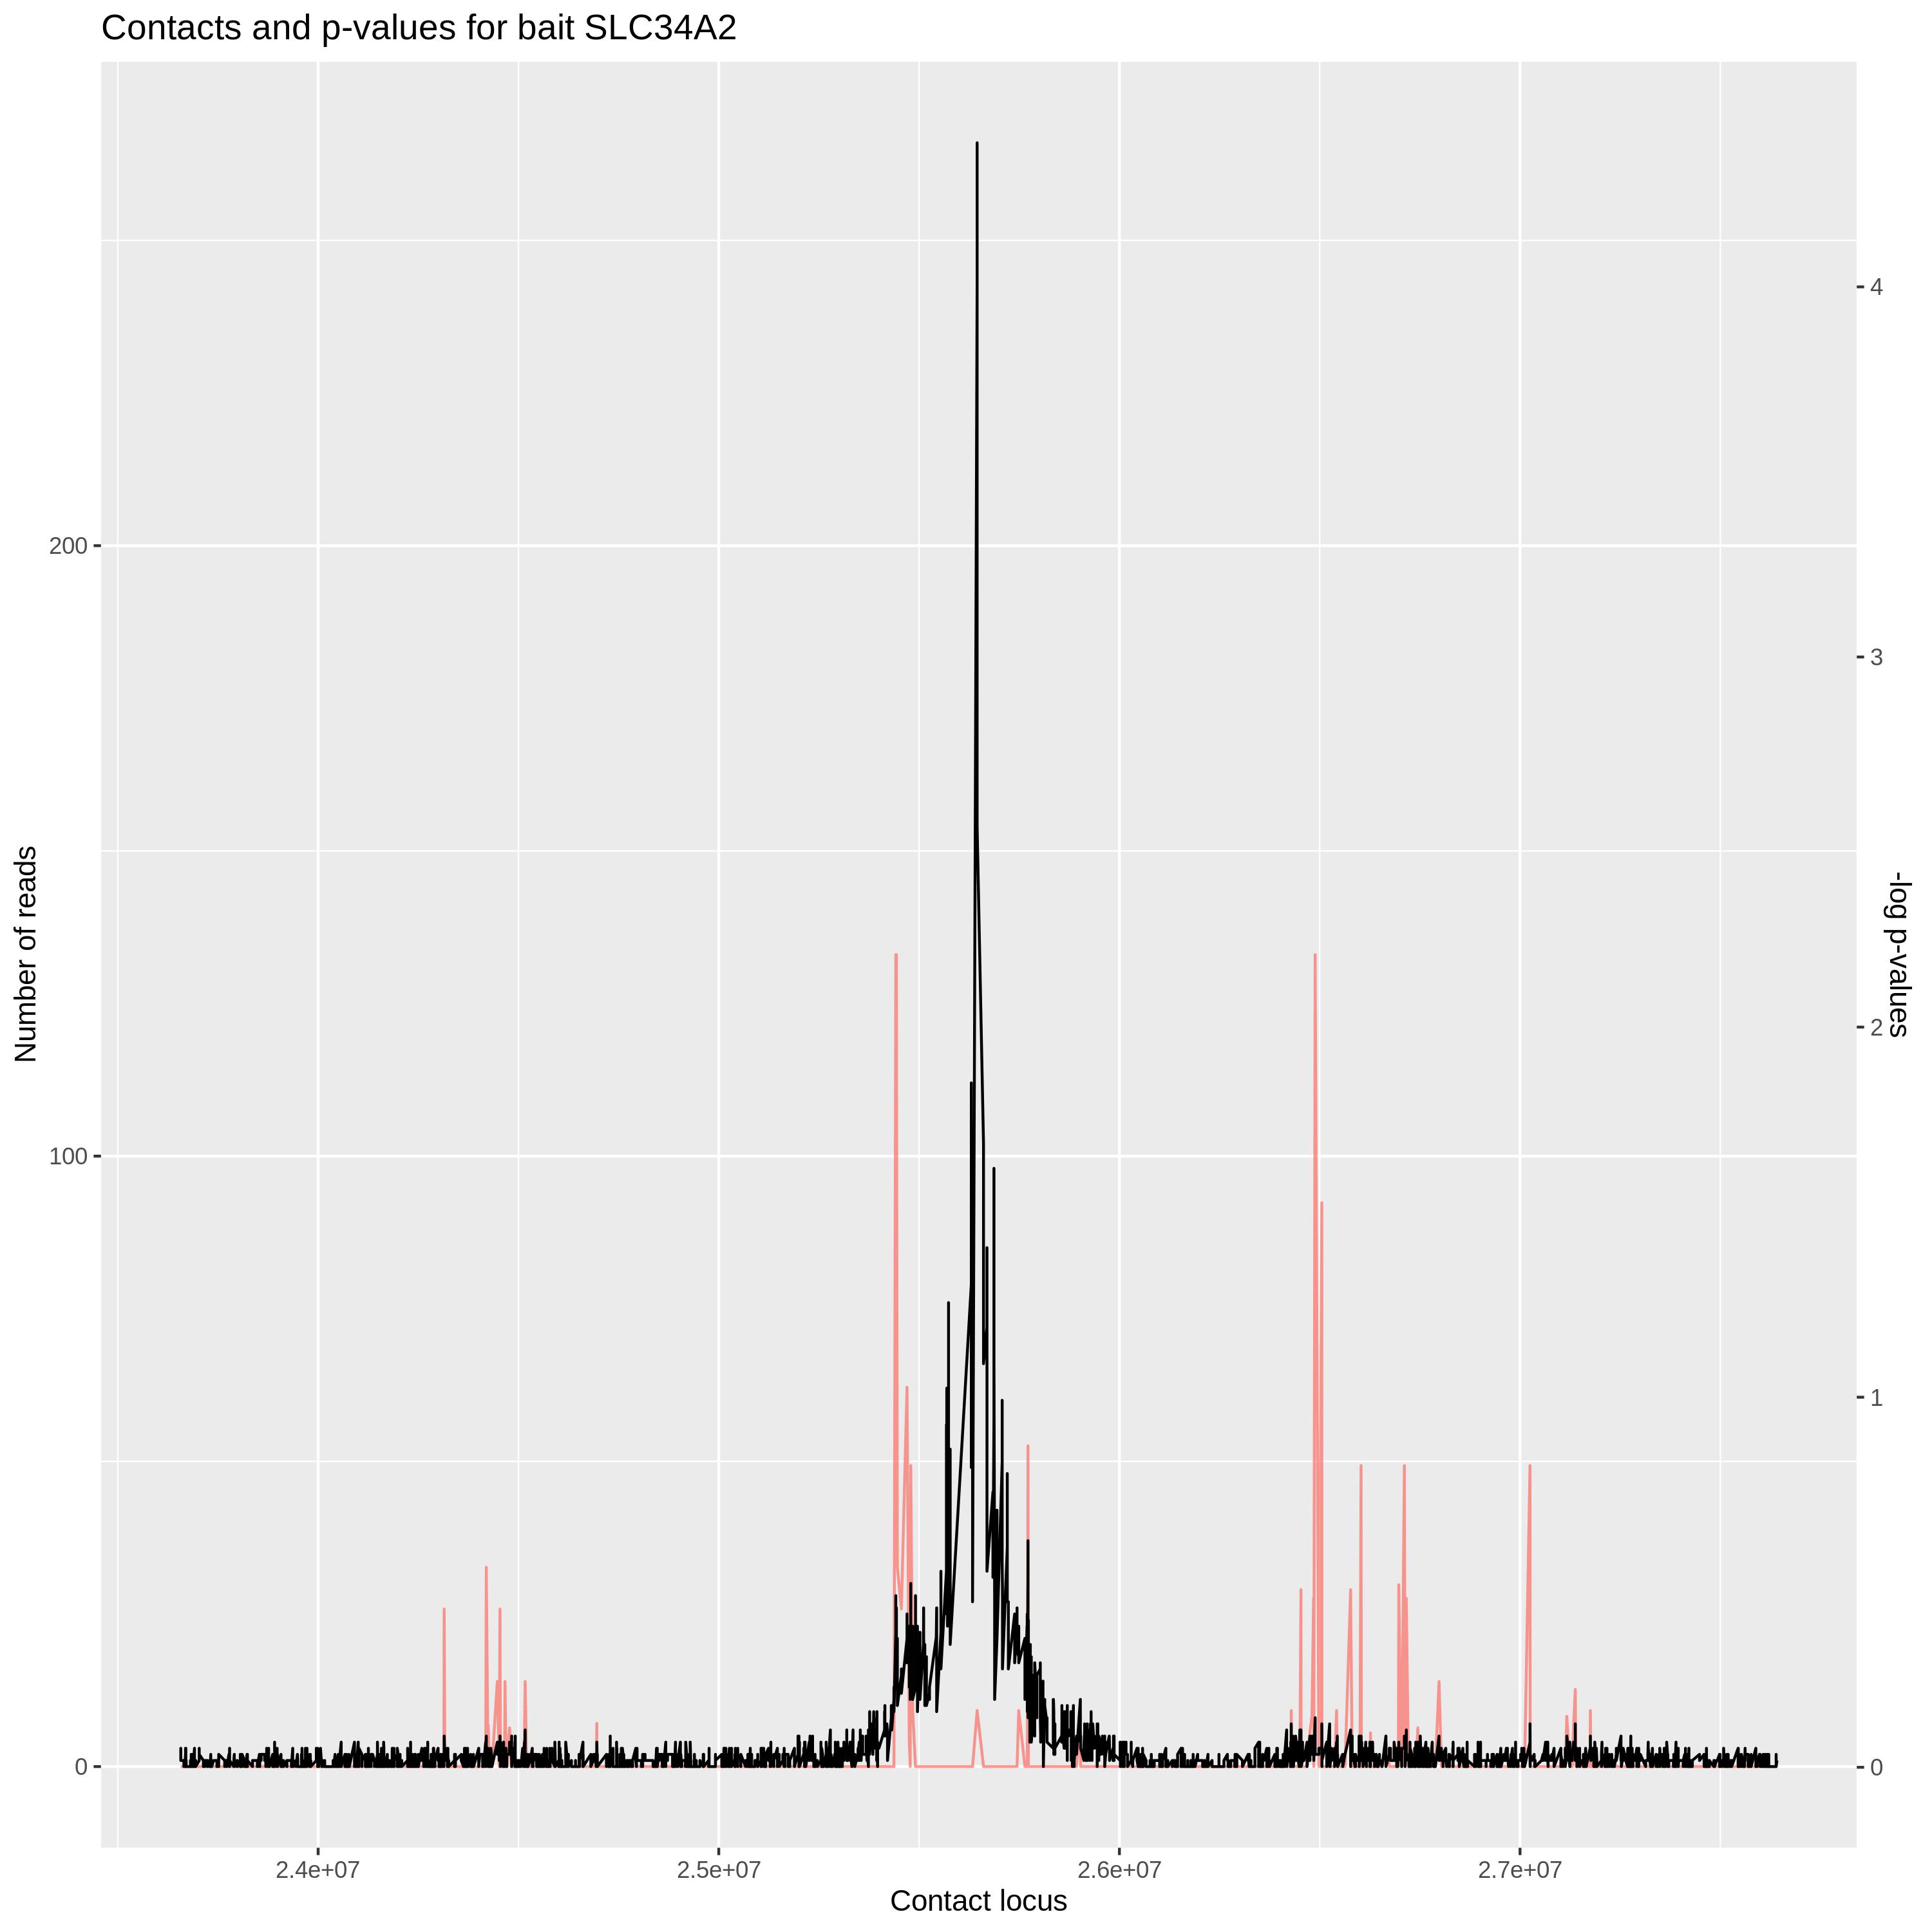 Contacts and p-values for bait SLC34A2
Number of reads
200
100
0
4
3
2
1
0
-log p-values
2.4e+07 2.5e+07 2.6e+07 2.7e+07
Contact locus